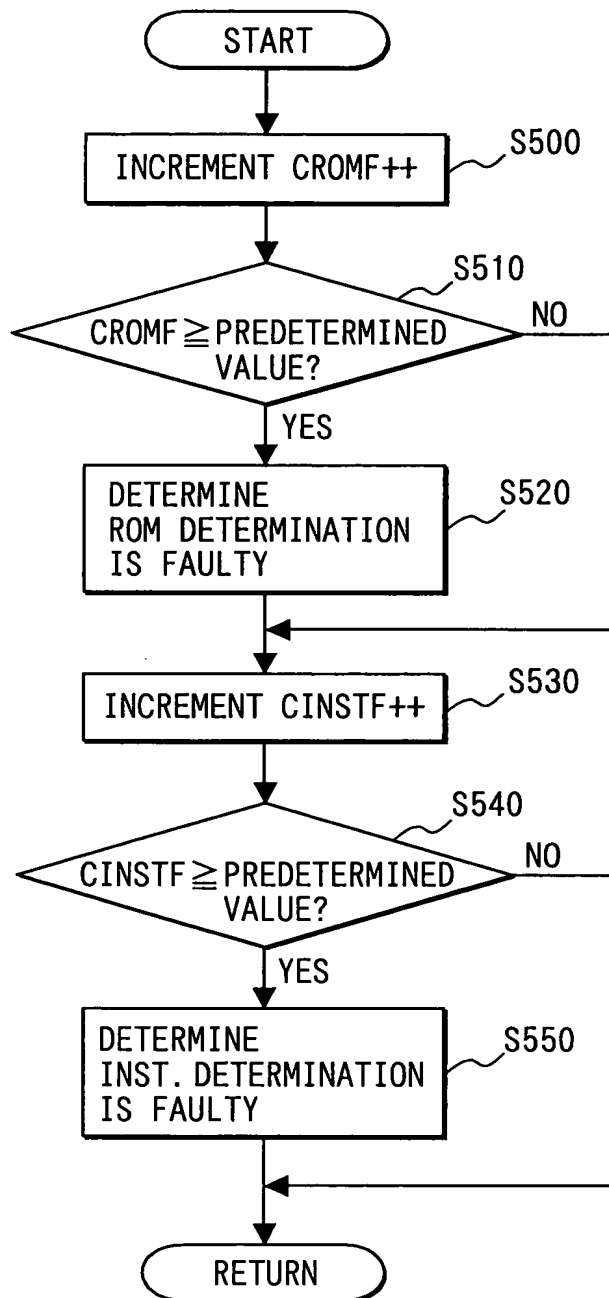 START
INCREMENT CROMF++
S500
S510
CROMF≧PREDETERMINED
VALUE?
NO
YES
DETERMINE
ROM DETERMINATION
IS FAULTY
S520
INCREMENT CINSTF++
S530
S540
CINSTF≧PREDETERMINED
VALUE?
NO
YES
DETERMINE
INST. DETERMINATION
IS FAULTY
S550
RETURN